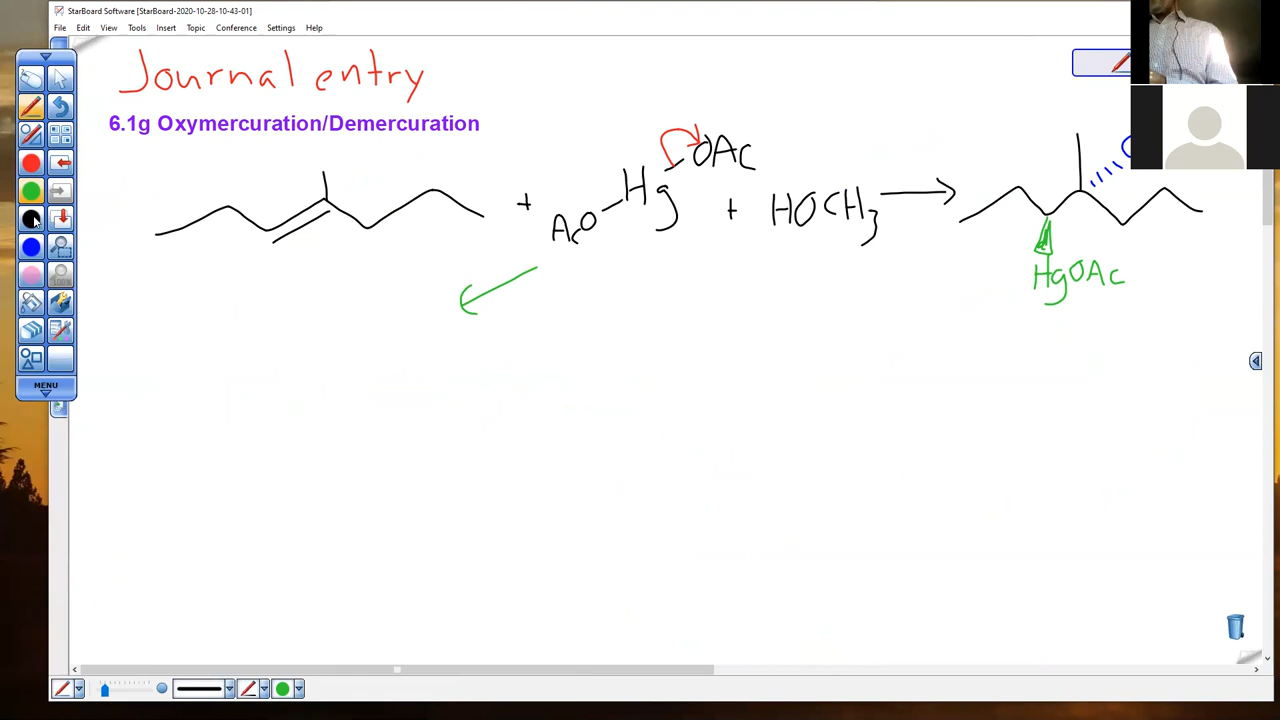 StarBoard Software [StarBoard-2020-10-28-10-43-01]
File Edit View Tools Insert Topic Conference Settings Help
Journal entry
6.1g Oxymercuration/Demercuration
+ AcO Hg OAc + HOCH3
HgOAc
100%
MENU